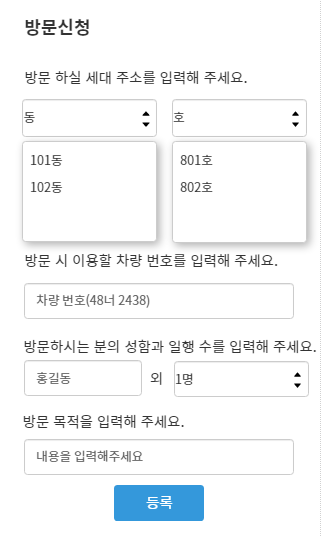 방문신청
방문 하실 세대 주소를 입력해 주세요.
동 호
101동 801호
102동 802호
방문 시 이용할 차량 번호를 입력해 주세요.
차량 번호(48너 2438)
방문하시는 분의 성함과 일행 수를 입력해 주세요.
홍길동 외 1명
방문 목적을 입력해 주세요.
내용을 입력해주세요
등록